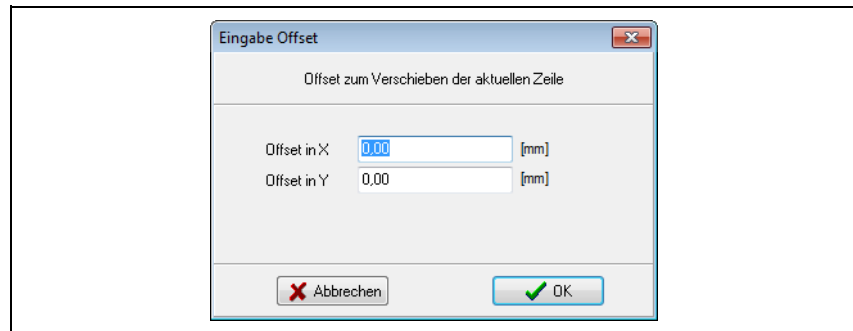 Eingabe Offset
Offset zum Verschieben der aktuellen Zeile
Offset in X 0,00 [mm]
Offset in Y 0,00 [mm]
Abbrechen OK